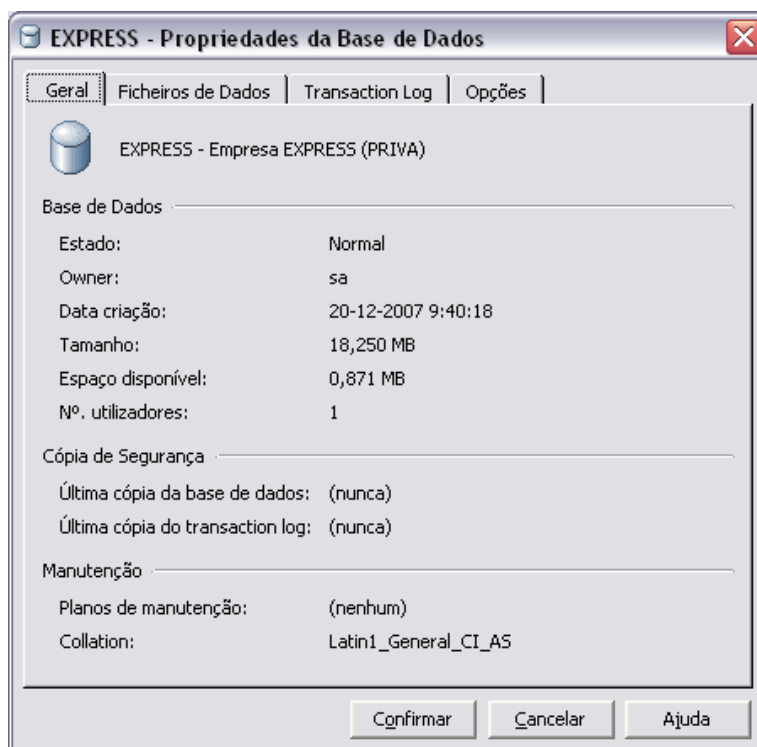 EXPRESS - Propriedades da Base de Dados
Geral Ficheiros de Dados Transaction Log Opções
EXPRESS - Empresa EXPRESS (PRIVA)
Base de Dados
Estado: Normal
Owner: sa
Data criação: 20-12-2007 9:40:18
Tamanho: 18,250 MB
Espaço disponível: 0,871 MB
Nº. utilizadores: 1
Cópia de Segurança
Última cópia da base de dados: (nunca)
Última cópia do transaction log: (nunca)
Manutenção
Planos de manutenção: (nenhum)
Collation: Latin1_General_CI_AS
Confirmar Cancelar Ajuda